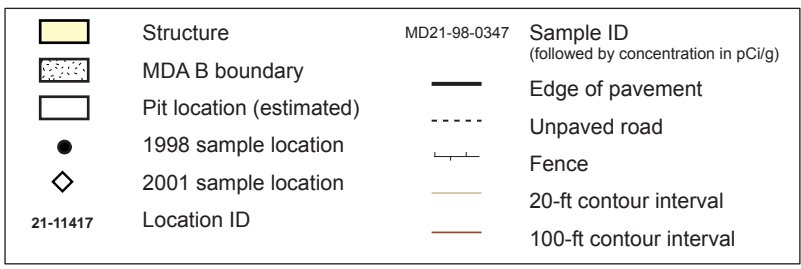 Structure
MDA B boundary
Pit location (estimated)
1998 sample location
2001 sample location
21-11417 Location ID
MD21-98-0347 Sample ID
(followed by concentration in pCi/g)
Edge of pavement
Unpaved road
Fence
20-ft contour interval
100-ft contour interval